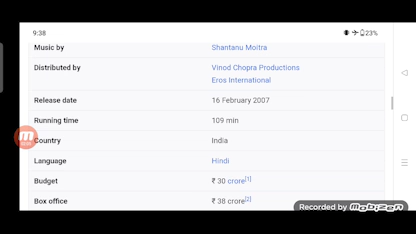 9:38
23%
Music by Shantanu Moitra
Distributed by Vinod Chopra Productions
Eros International
Release date 16 February 2007
Running time 109 min
Country India
Language Hindi
Budget ₹ 30 crore[1]
Box office ₹ 38 crore[2]
Recorded by Mobizen